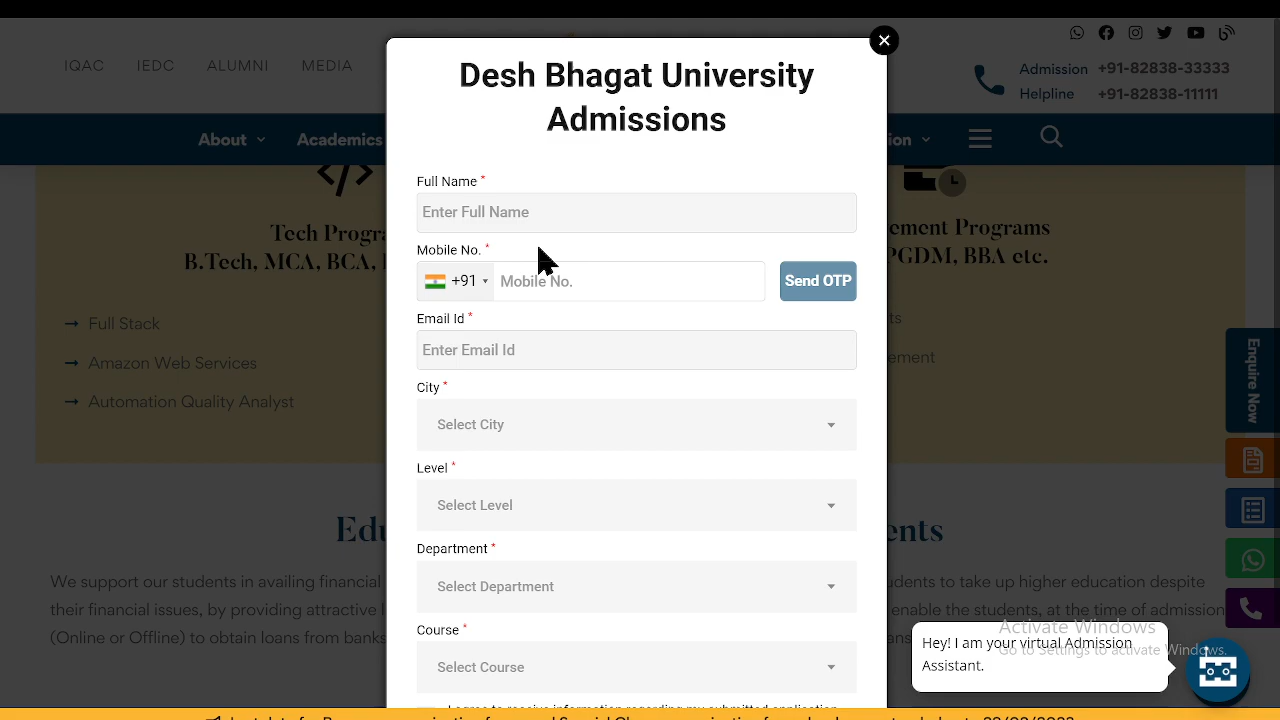 IQAC IEDC ALUMNI MEDIA
Admission +91-82838-33333
Helpline +91-82838-11111
About
Academics
Desh Bhagat University
Admissions
Full Name *
Enter Full Name
Mobile No. *
+91 Mobile No.
Send OTP
Email Id *
Enter Email Id
City *
Select City
Level *
Select Level
Department *
Select Department
Course *
Select Course
Tech
B.Tech, MCA, BCA,
Full Stack
Amazon Web Services
Automation Quality Analyst
Programs
PGDM, BBA etc.
Enquire Now
We support our students in availing financial
their financial issues, by providing attractive
(Online or Offline) to obtain loans from banks
to take up higher education despite
enable the students, at the time of admission
Hey! I am your virtual Admission
Assistant.
Activate Windows
Go to Settings to activate Windows.